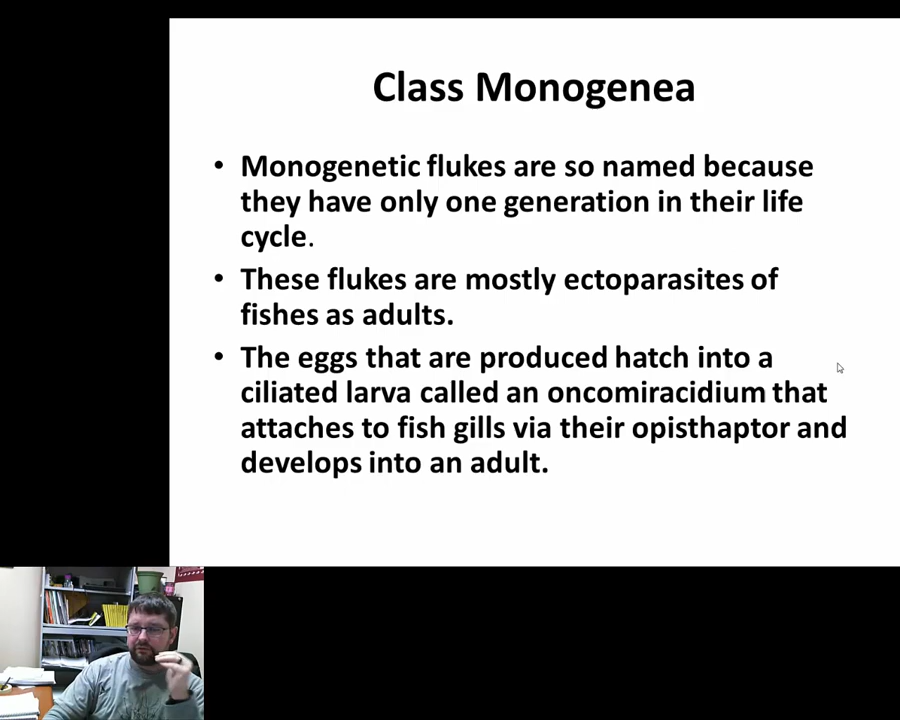 Class Monogenea
• Monogenetic flukes are so named because
they have only one generation in their life
cycle.
• These flukes are mostly ectoparasites of
fishes as adults.
• The eggs that are produced hatch into a
ciliated larva called an oncomiracidium that
attaches to fish gills via their opisthaptor and
develops into an adult.